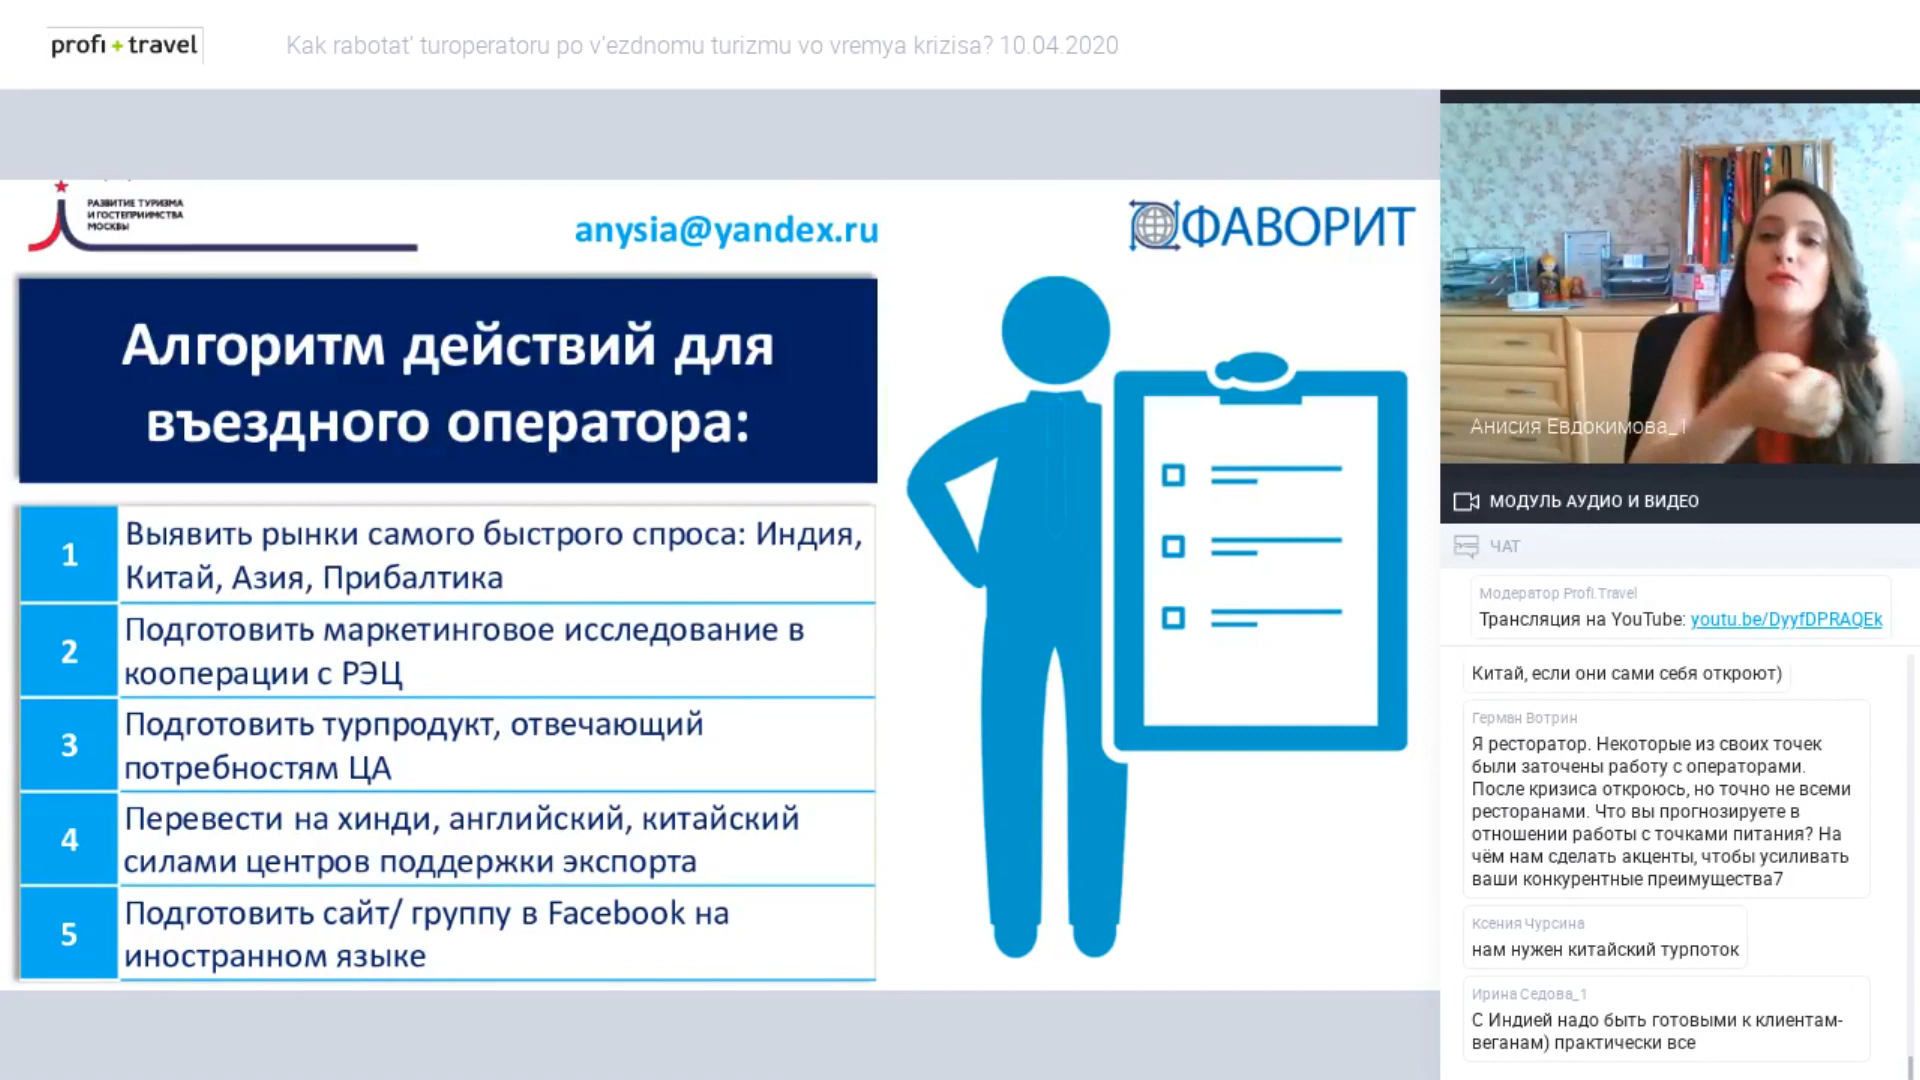 profi + travel
Kak rabotat' turoperatoru po v'ezdnomu turizmu vo vremya krizisa? 10.04.2020
РАЗВИТИЕ ТУРИЗМА
И ГОСТЕПРИИМСТВА
МОСКВЫ
anysia@yandex.ru
ФАВОРИТ
Алгоритм действий для
въездного оператора:
1
Выявить рынки самого быстрого спроса: Индия,
Китай, Азия, Прибалтика
2
Подготовить маркетинговое исследование в
кооперации с РЭЦ
3
Подготовить турпродукт, отвечающий
потребностям ЦА
4
Перевести на хинди, английский, китайский
силами центров поддержки экспорта
5
Подготовить сайт/ группу в Facebook на
иностранном языке
Анисия Евдокимова_1
МОДУЛЬ АУДИО И ВИДЕО
ЧАТ
Модератор Profi.Travel
Трансляция на YouTube: youtu.be/DyyfDPRAQEk
Китай, если они сами себя откроют)
Герман Вотрин
Я ресторатор. Некоторые из своих точек
были заточены работу с операторами.
После кризиса откроюсь, но точно не всеми
ресторанами. Что вы прогнозируете в
отношении работы с точками питания? На
чём нам сделать акценты, чтобы усиливать
ваши конкурентные преимущества7
Ксения Чурсина
нам нужен китайский турпоток
Ирина Седова_1
С Индией надо быть готовыми к клиентам-
веганам) практически все